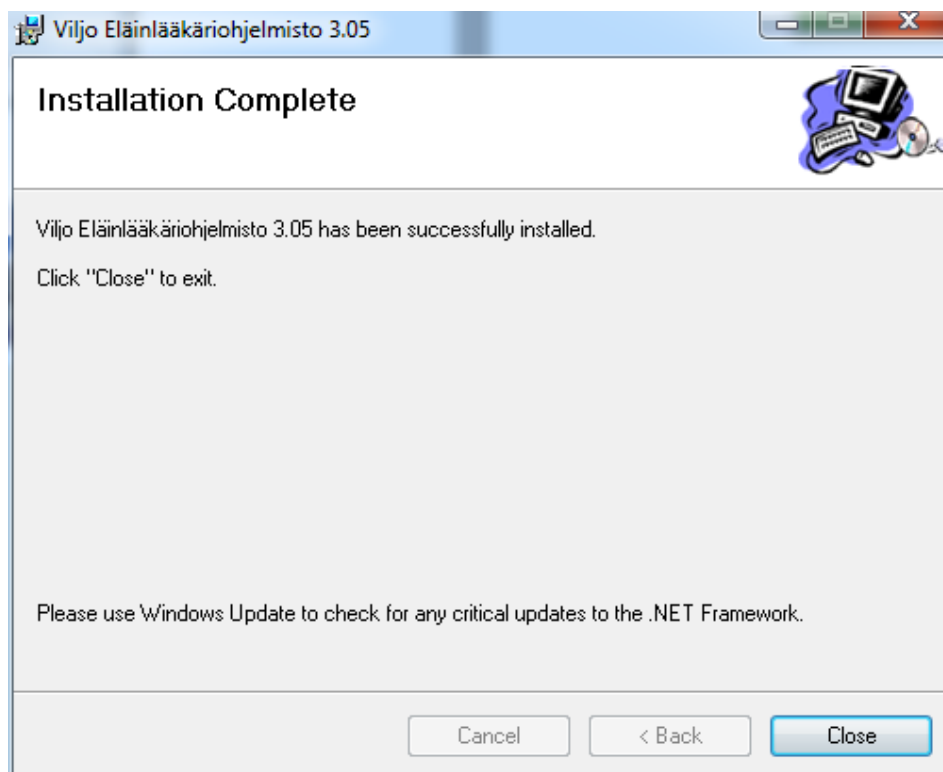 Viljo Eläinlääkäriohjelmisto 3.05
Installation Complete
Viljo Eläinlääkäriohjelmisto 3.05 has been successfully installed.
Click "Close" to exit.
Please use Windows Update to check for any critical updates to the .NET Framework.
Cancel
< Back
Close